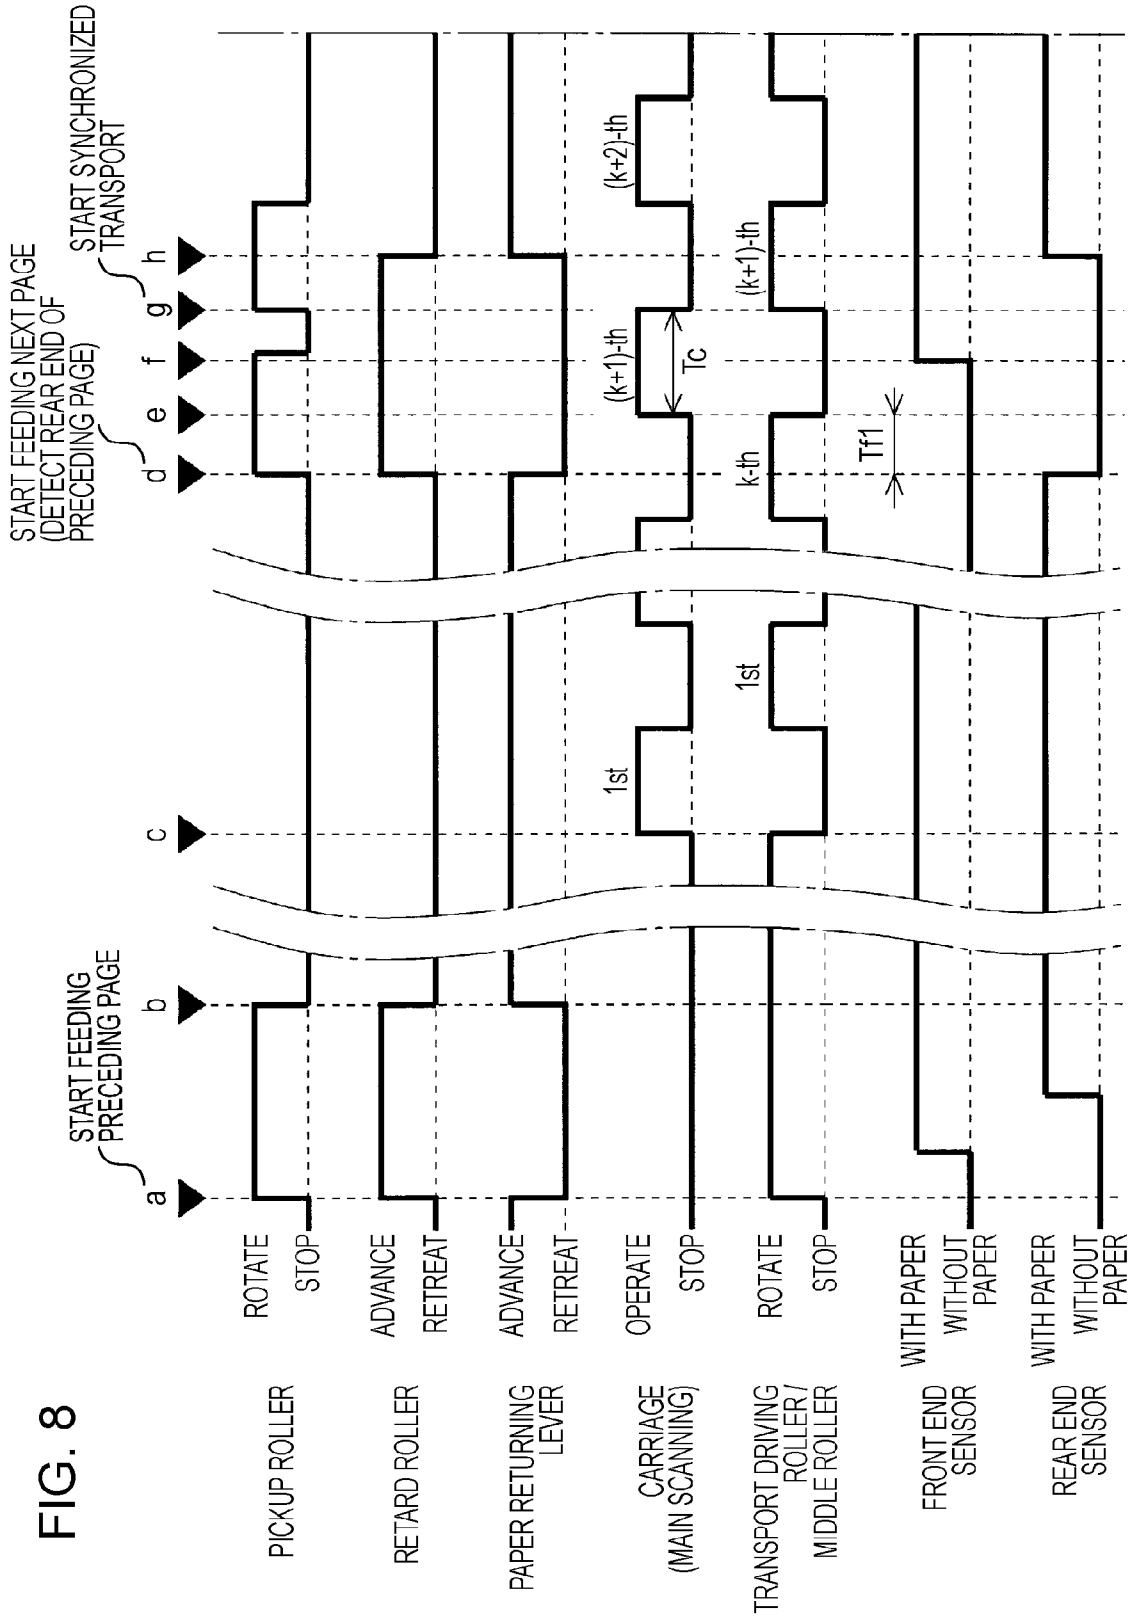 FIG. 8
START FEEDING
PRECEDING PAGE
START FEEDING NEXT PAGE
(DETECT REAR END OF
PRECEDING PAGE)
START SYNCHRONIZED
TRANSPORT
a
b
c
d
e
f
g
h
PICKUP ROLLER
ROTATE
STOP
RETARD ROLLER
ADVANCE
RETREAT
PAPER RETURNING
LEVER
ADVANCE
RETREAT
CARRIAGE
(MAIN SCANNING)
OPERATE
STOP
1st
(k+1)-th
(k+2)-th
Tc
TRANSPORT DRIVING
ROLLER /
MIDDLE ROLLER
ROTATE
STOP
1st
k-th
(k+1)-th
Tf1
FRONT END
SENSOR
WITH PAPER
WITHOUT
PAPER
REAR END
SENSOR
WITH PAPER
WITHOUT
PAPER